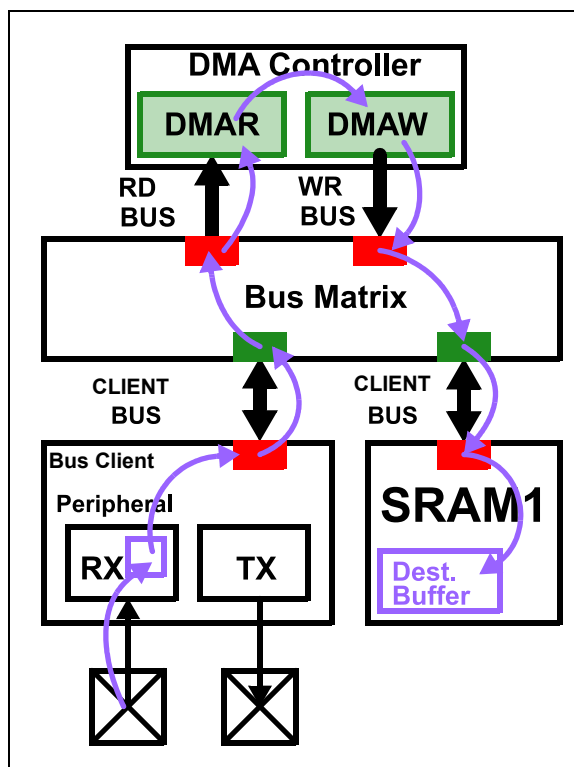 DMA Controller
DMAR
DMAW
RD
BUS
WR
BUS
Bus Matrix
CLIENT
BUS
CLIENT
BUS
Bus Client
Peripheral
RX
TX
SRAM1
Dest.
Buffer